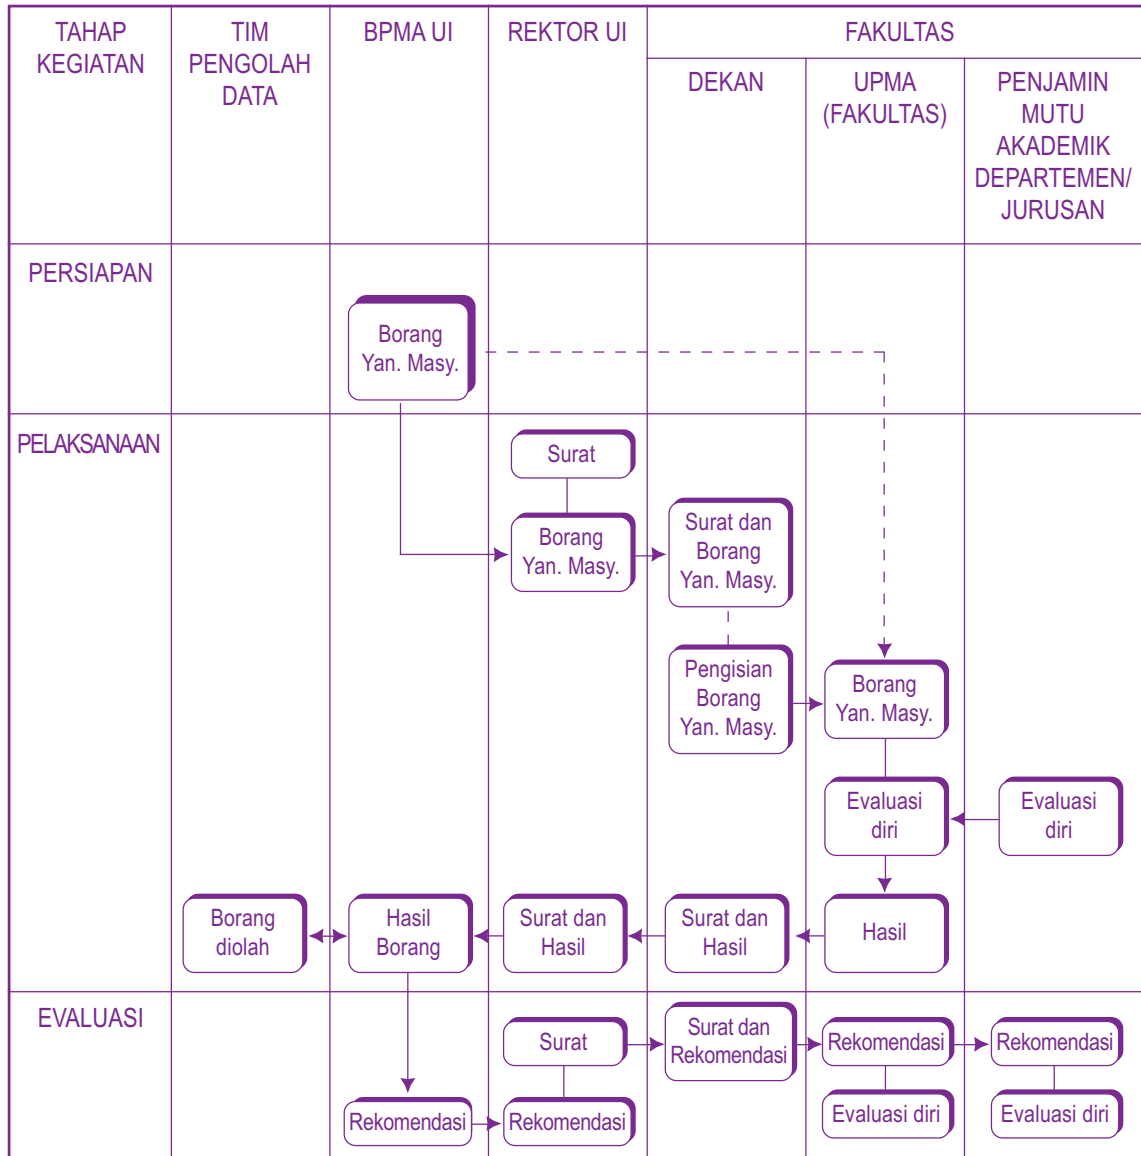 TAHAP
KEGIATAN
TIM
PENGOLAH
DATA
BPMA UI
REKTOR UI
FAKULTAS
DEKAN
UPMA
(FAKULTAS)
PENJAMIN
MUTU
AKADEMIK
DEPARTEMEN/
JURUSAN
PERSIAPAN
Borang
Yan. Masy.
PELAKSANAAN
Surat
Borang
Yan. Masy.
Surat dan
Borang
Yan. Masy.
Pengisian
Borang
Yan. Masy.
Borang
Yan. Masy.
Evaluasi
diri
Evaluasi
diri
Borang
diolah
Hasil
Borang
Surat dan
Hasil
Surat dan
Hasil
Hasil
EVALUASI
Surat
Surat dan
Rekomendasi
Rekomendasi
Rekomendasi
Rekomendasi
Rekomendasi
Evaluasi diri
Evaluasi diri